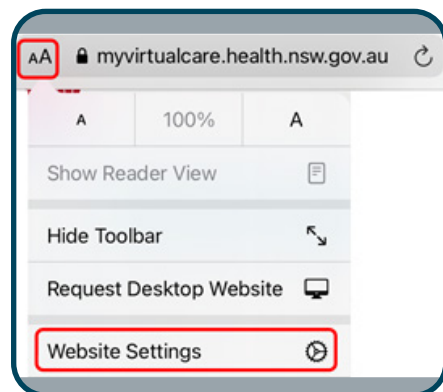 AA myvirtualcare.health.nsw.gov.au
A 100% A
Show Reader View
Hide Toolbar
Request Desktop Website
Website Settings